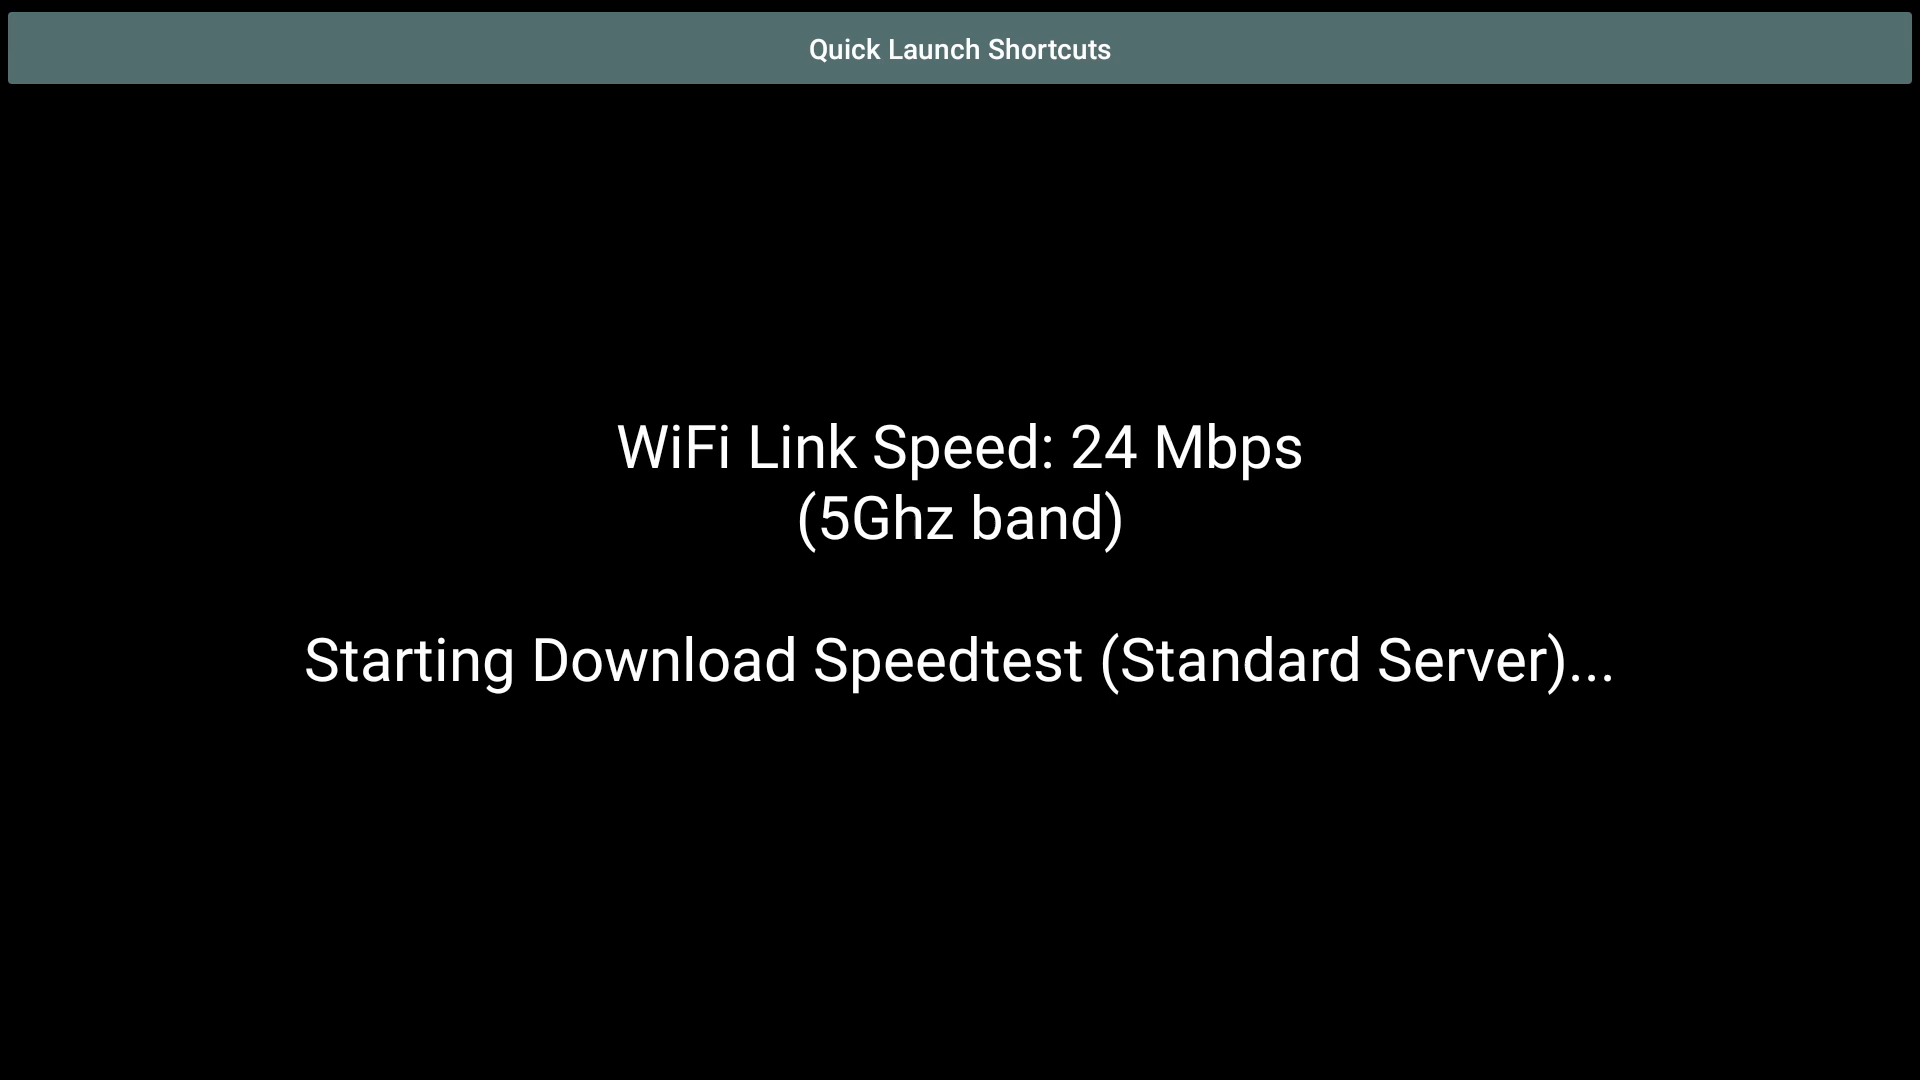 Quick Launch Shortcuts
WiFi Link Speed: 24 Mbps
(5Ghz band)
Starting Download Speedtest (Standard Server)...